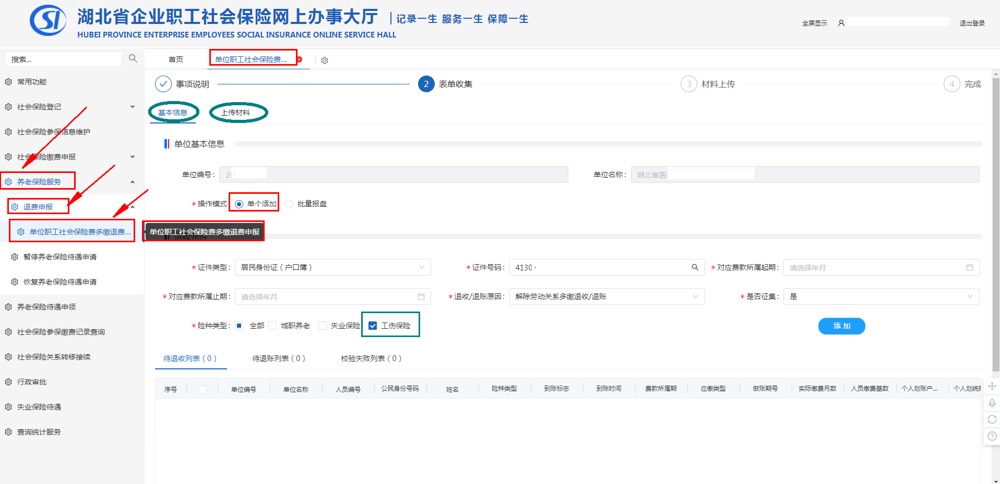 湖北省企业职工社会保险网上办事大厅
记录一生 服务一生 保障一生
HUBEI PROVINCE ENTERPRISE EMPLOYEES SOCIAL INSURANCE ONLINE SERVICE HALL
全屏显示
退出登录
搜索...
常用功能
社会保险登记
社会保险参保信息维护
社会保险缴费申报
养老保险服务
退费申报
单位职工社会保险费多缴退费...
暂停养老保险待遇申请
恢复养老保险待遇申请
养老保险待遇申领
社会保险参保缴费记录查询
社会保险关系转移接续
行政审批
失业保险待遇
查询统计服务
首页
单位职工社会保险费...
事项说明
2 表单收集
3 材料上传
4 完成
基本信息
上传材料
单位基本信息
单位编号:
单位名称: 湖北省医
* 操作模式 单个添加 批量报盘
单位职工社会保险费多缴退费申报
退收条件
* 证件类型: 居民身份证（户口簿）
* 证件号码: 4130
* 对应费款所属起期: 请选择年月
* 对应费款所属止期: 请选择年月
* 退收/退账原因: 解除劳动关系多缴退收/退账
* 是否征集: 是
* 险种类型: 全部 城职养老 失业保险 工伤保险
添 加
待退收列表（0） 待退账列表（0） 校验失败列表（0）
序号 单位编号 单位名称 人员编号 公民身份号码 姓名 险种类型 到账标志 到账时间 费款所属期 应缴类型 做账期号 实际缴费月数 人员缴费基数 个人划账户... 个人划统